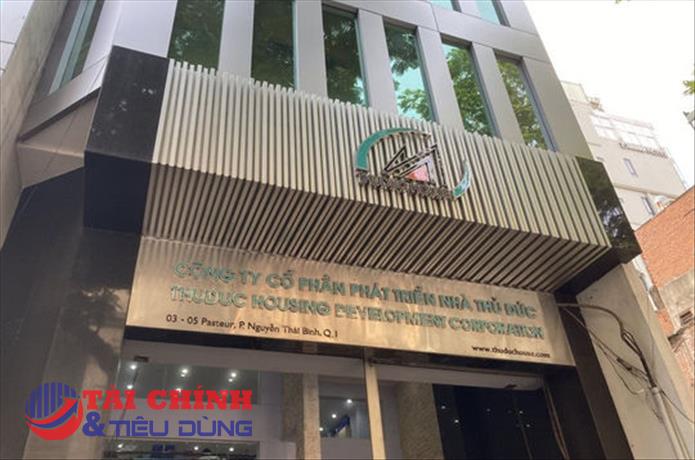 CÔNG TY CỔ PHẦN PHÁT TRIỂN NHÀ THỦ ĐỨC
THUDUC HOUSING DEVELOPMENT CORPORATION
03 - 05 Pasteur, P. Nguyễn Thái Bình, Q.1
www.thuduchouse.com
TÀI CHÍNH
& TIÊU DÙNG